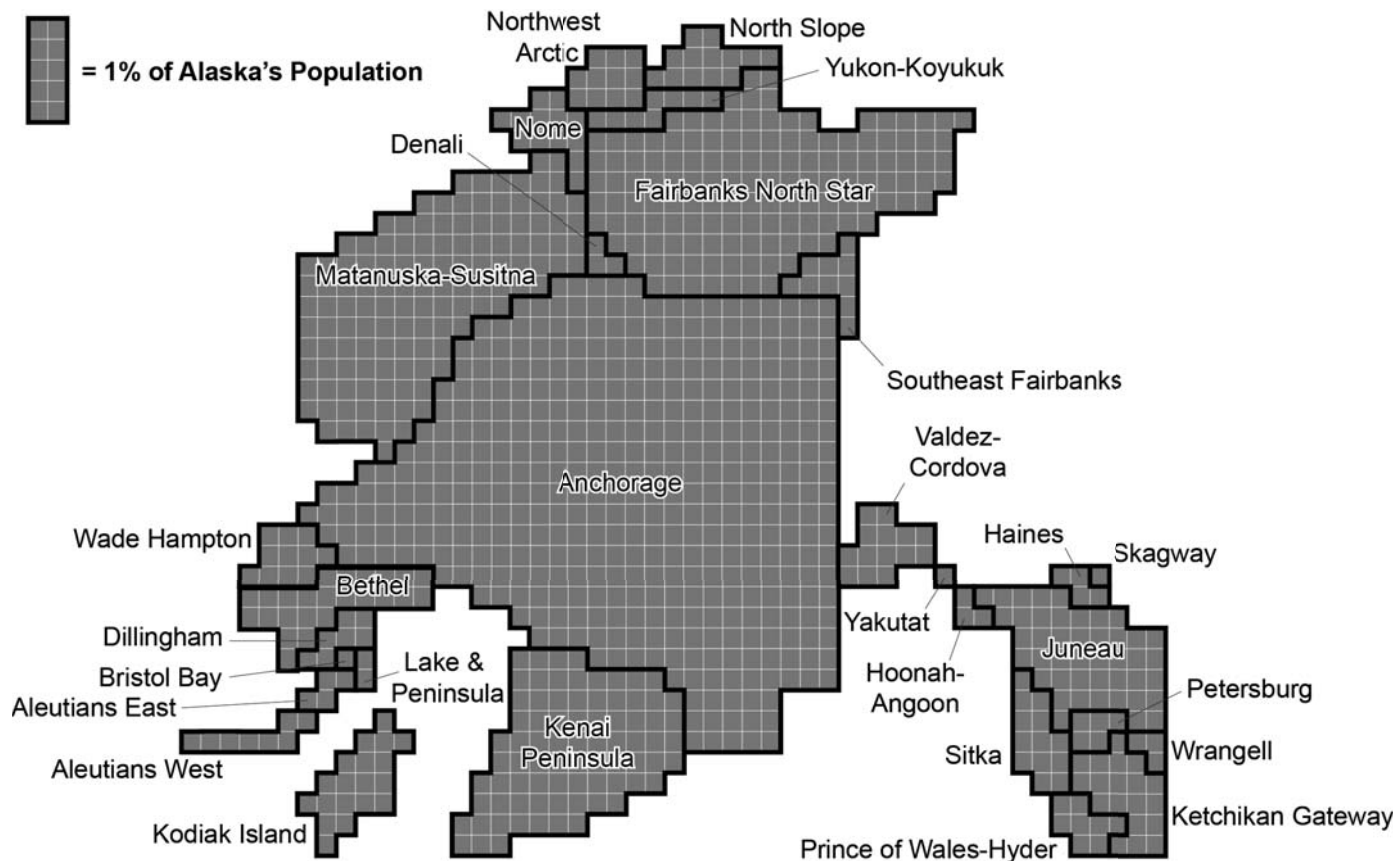 = 1% of Alaska's Population
Northwest
Arctic
North Slope
Yukon-Koyukuk
Nome
Denali
Fairbanks North Star
Matanuska-Susitna
Southeast Fairbanks
Valdez-
Cordova
Anchorage
Wade Hampton
Haines
Skagway
Bethel
Yakutat
Dillingham
Juneau
Bristol Bay
Lake &
Peninsula
Hoonah-
Angoon
Petersburg
Aleutians East
Kenai
Peninsula
Sitka
Wrangell
Aleutians West
Ketchikan Gateway
Kodiak Island
Prince of Wales-Hyder